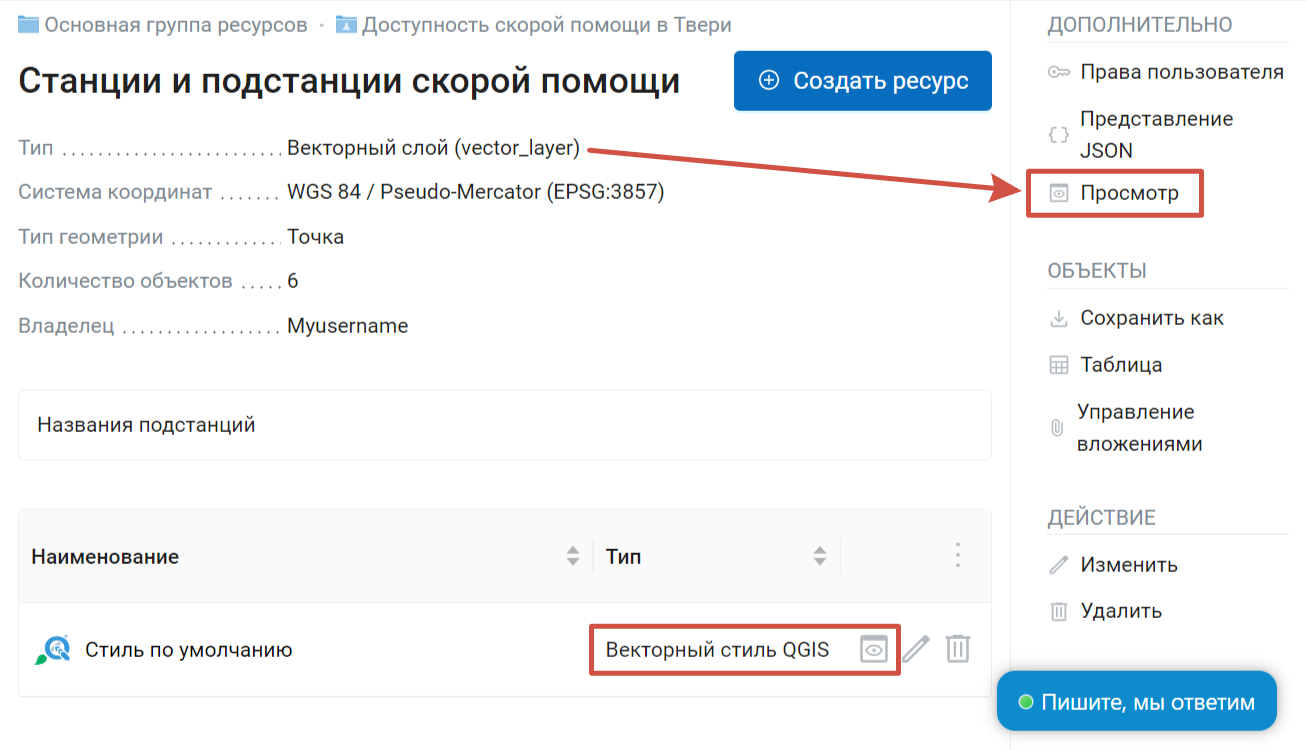 Основная группа ресурсов • Доступность скорой помощи в Твери
Станции и подстанции скорой помощи
Создать ресурс
Тип ........................ Векторный слой (vector_layer)
Система координат ....... WGS 84 / Pseudo-Mercator (EPSG:3857)
Тип геометрии ............ Точка
Количество объектов ..... 6
Владелец ................. Myusername
Названия подстанций
Наименование Тип
Стиль по умолчанию Векторный стиль QGIS
ДОПОЛНИТЕЛЬНО
Права пользователя
Представление
JSON
Просмотр
ОБЪЕКТЫ
Сохранить как
Таблица
Управление
вложениями
ДЕЙСТВИЕ
Изменить
Удалить
Пишите, мы ответим